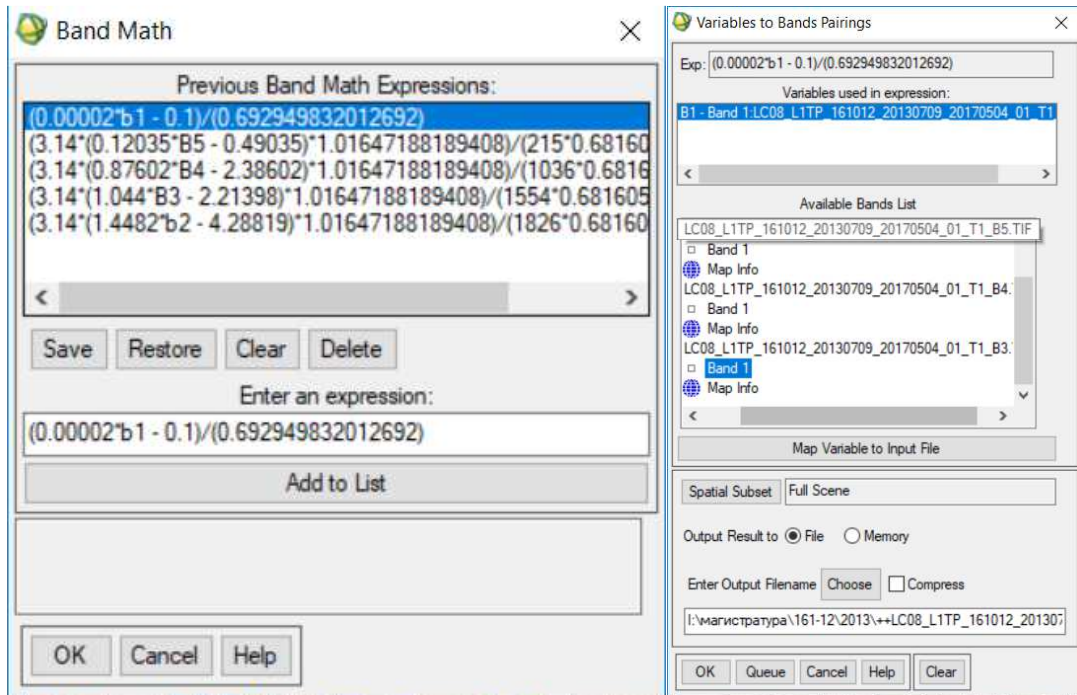 Band Math
Previous Band Math Expressions:
(0.00002*b1 - 0.1)/(0.692949832012692)
(3.14*(0.12035*B5 - 0.49035)*1.01647188189408)/(215*0.68160
(3.14*(0.87602*B4 - 2.38602)*1.01647188189408)/(1036*0.6816
(3.14*(1.044*B3 - 2.21398)*1.01647188189408)/(1554*0.681605
(3.14*(1.4482*b2 - 4.28819)*1.01647188189408)/(1826*0.68160
Save Restore Clear Delete
Enter an expression:
(0.00002*b1 - 0.1)/(0.692949832012692)
Add to List
OK Cancel Help
Variables to Bands Pairings
Exp: (0.00002*b1 - 0.1)/(0.692949832012692)
Variables used in expression:
B1 - Band 1:LC08_L1TP_161012_20130709_20170504_01_T1
Available Bands List
LC08_L1TP_161012_20130709_20170504_01_T1_B5.TIF
Band 1
Map Info
LC08_L1TP_161012_20130709_20170504_01_T1_B4.
Band 1
Map Info
LC08_L1TP_161012_20130709_20170504_01_T1_B3.
Band 1
Map Info
Map Variable to Input File
Spatial Subset Full Scene
Output Result to File Memory
Enter Output Filename Choose Compress
I:\магистратура\161-12\2013\++LC08_L1TP_161012_201307
OK Queue Cancel Help Clear